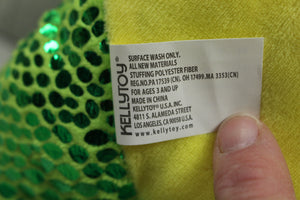 KELLYTOY®
SURFACE WASH ONLY.
ALL NEW MATERIALS
STUFFING POLYESTER FIBER
REG.NO.PA 17353(CN), OH 17499.MA 3353(CN)
FOR AGES 3 AND UP
MADE IN CHINA
KELLYTOY® U.S.A. INC.
4811 S. ALAMEDA STREET
LOS ANGELES, CA 90058 U.S.A.
www.kellytoy.com